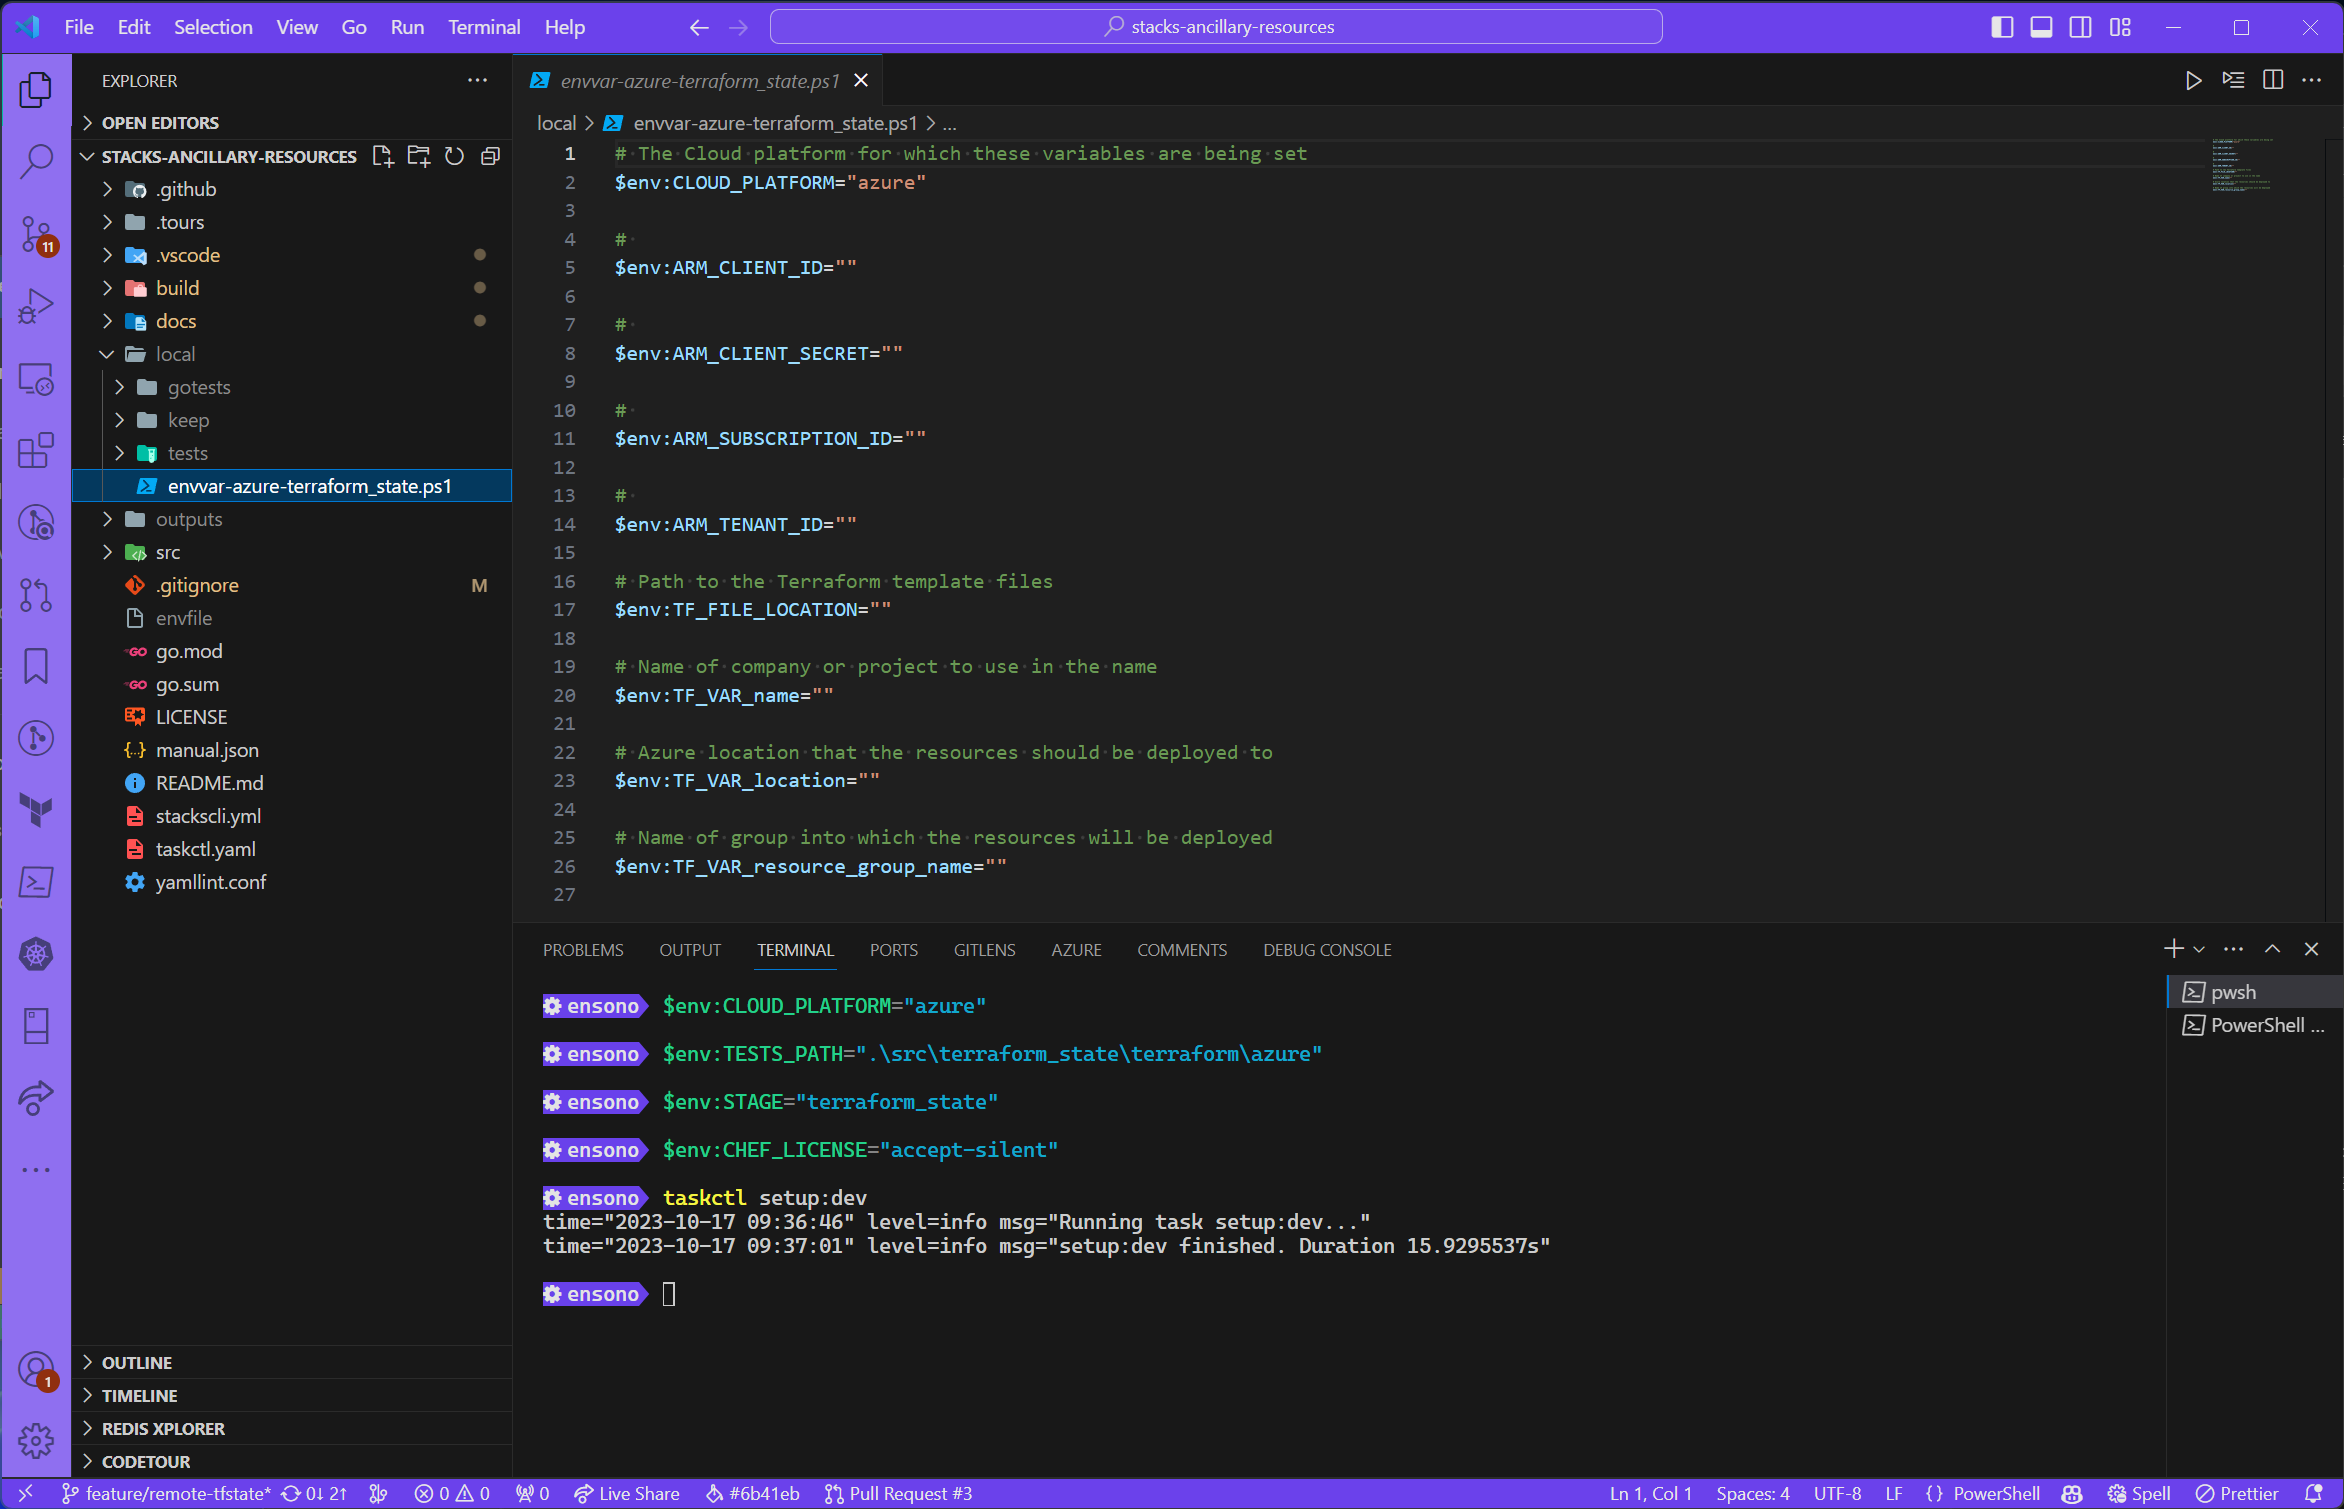 File Edit Selection View Go Run Terminal Help
stacks-ancillary-resources
EXPLORER
OPEN EDITORS
STACKS-ANCILLARY-RESOURCES
.github
.tours
.vscode
build
docs
local
gotests
keep
tests
envvar-azure-terraform_state.ps1
outputs
src
.gitignore M
envfile
go.mod
go.sum
LICENSE
manual.json
README.md
stackscli.yml
taskctl.yaml
yamllint.conf
OUTLINE
TIMELINE
REDIS XPLORER
CODETOUR
11
1
envvar-azure-terraform_state.ps1
local > envvar-azure-terraform_state.ps1 > ...
1 # The Cloud platform for which these variables are being set
2 $env:CLOUD_PLATFORM="azure"
3
4 #
5 $env:ARM_CLIENT_ID=""
6
7 #
8 $env:ARM_CLIENT_SECRET=""
9
10 #
11 $env:ARM_SUBSCRIPTION_ID=""
12
13 #
14 $env:ARM_TENANT_ID=""
15
16 # Path to the Terraform template files
17 $env:TF_FILE_LOCATION=""
18
19 # Name of company or project to use in the name
20 $env:TF_VAR_name=""
21
22 # Azure location that the resources should be deployed to
23 $env:TF_VAR_location=""
24
25 # Name of group into which the resources will be deployed
26 $env:TF_VAR_resource_group_name=""
27
PROBLEMS OUTPUT TERMINAL PORTS GITLENS AZURE COMMENTS DEBUG CONSOLE
ensono $env:CLOUD_PLATFORM="azure"
ensono $env:TESTS_PATH=".\src\terraform_state\terraform\azure"
ensono $env:STAGE="terraform_state"
ensono $env:CHEF_LICENSE="accept-silent"
ensono taskctl setup:dev
time="2023-10-17 09:36:46" level=info msg="Running task setup:dev..."
time="2023-10-17 09:37:01" level=info msg="setup:dev finished. Duration 15.9295537s"
ensono
pwsh
PowerShell ...
feature/remote-tfstate* 0↓ 2↑ 0 0 0 Live Share #6b41eb Pull Request #3 Ln 1, Col 1 Spaces: 4 UTF-8 LF {} PowerShell Spell Prettier